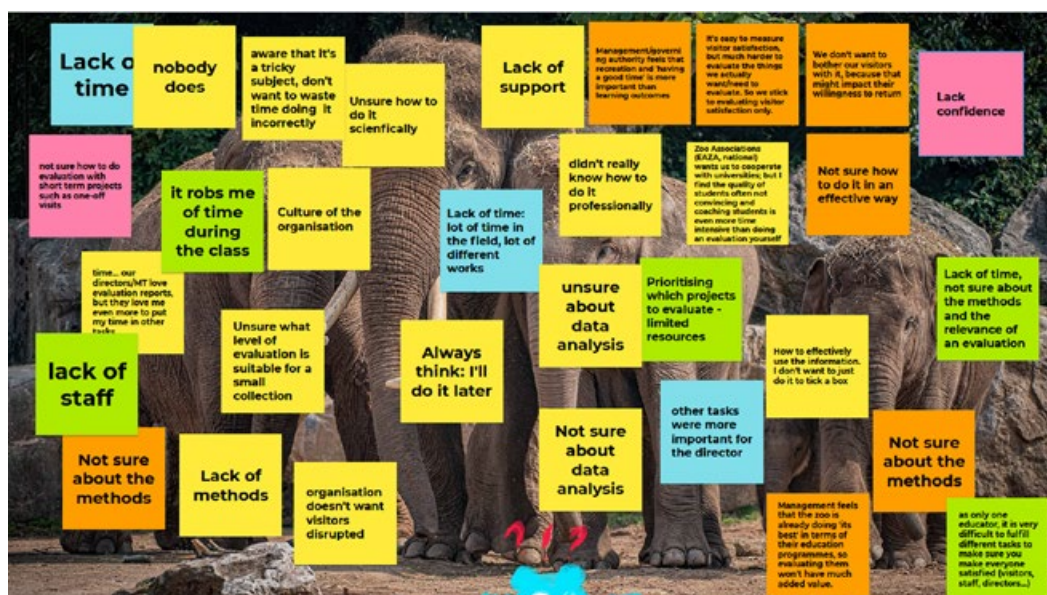 Lack o
time
nobody
does
aware that it's
a tricky
subject, don't
want to waste
time doing it
incorrectly
Unsure how to
do it
scienfically
Lack of
support
Management/governi
ng authority feels that
recreation and 'having
a good time' is more
important than
learning outcomes
It's easy to measure
visitor satisfaction,
but much harder to
evaluate the things
we actually
want/need to
evaluate. So we stick
to evaluating visitor
satisfaction only.
We don't want to
bother our visitors
with it, because that
might impact their
willingness to return
Lack
confidence
not sure how to do
evaluation with
short term projects
such as one-off
visits
it robs me
of time
during
the class
Culture of the
organisation
Lack of time:
lot of time in
the field, lot of
different
works
didn't really
know how to
do it
professionally
Zoo Associations
(EAZA, national)
wants us to cooperate
with universities; but I
find the quality of
students often not
convincing and
coaching students is
even more time
intensive than doing
an evaluation yourself
Not sure how
to do it in an
effective way
time... our
directors/MT love
evaluation reports,
but they love me
even more to put
my time in other
tasks
lack of
staff
Unsure what
level of
evaluation is
suitable for a
small
collection
Always
think: I'll
do it later
unsure
about
data
analysis
Prioritising
which projects
to evaluate -
limited
resources
How to effectively
use the information.
I don't want to just
do it to tick a box
Lack of time,
not sure about
the methods
and the
relevance of
an evaluation
Not sure
about the
methods
Lack of
methods
organisation
doesn't want
visitors
disrupted
Not sure
about
data
analysis
other tasks
were more
important for
the director
Not sure
about the
methods
Management feels
that the zoo is
already doing 'its
best' in terms of
their education
programmes, so
evaluating them
won't have much
added value.
as only one
educator, it is very
difficult to fulfill
different tasks to
make sure you
make everyone
satisfied (visitors,
staff, directors...)